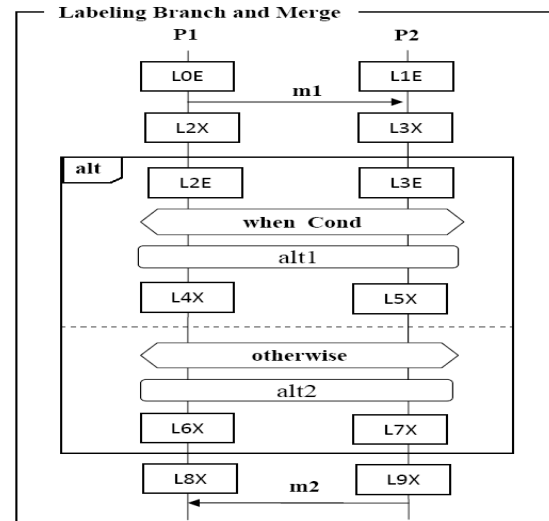 Labeling Branch and Merge
P1 P2
L0E L1E
m1
L2X L3X
alt
L2E L3E
when Cond
alt1
L4X L5X
otherwise
alt2
L6X L7X
L8X m2 L9X